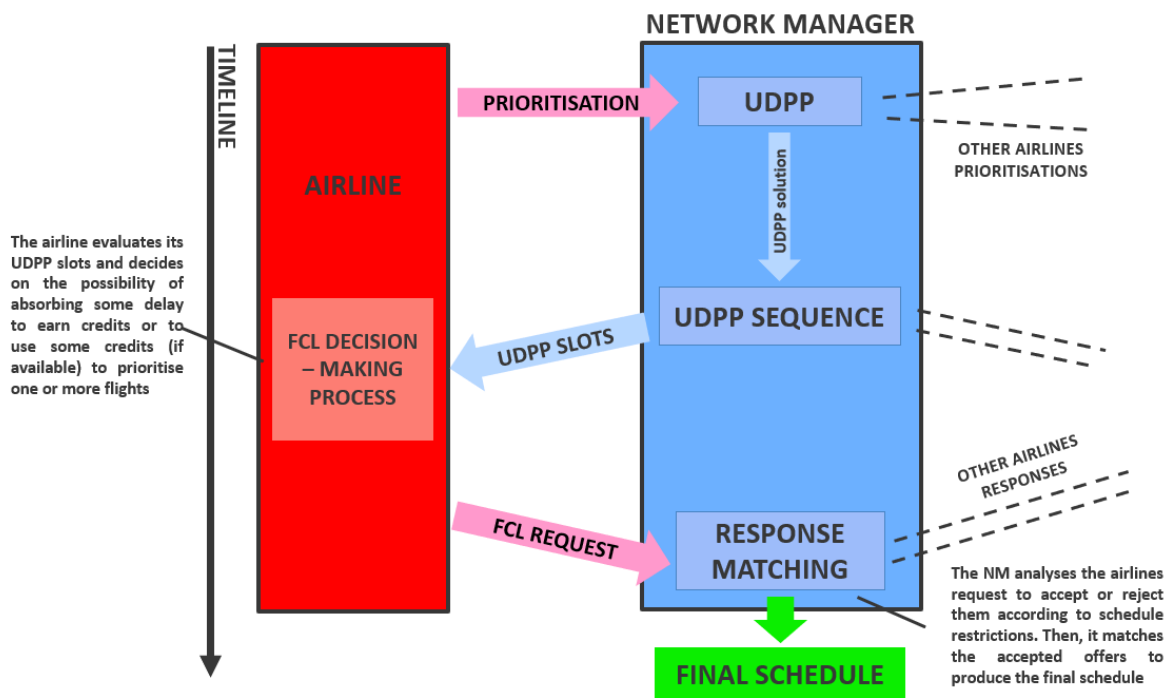 NETWORK MANAGER
TIMELINE
PRIORITISATION
UDPP
OTHER AIRLINES
PRIORITISATIONS
UDPP solution
AIRLINE
The airline evaluates its
UDPP slots and decides
on the possibility of
absorbing some delay
to earn credits or to
use some credits (if
available) to prioritise
one or more flights
FCL DECISION
– MAKING
PROCESS
UDPP SLOTS
UDPP SEQUENCE
OTHER AIRLINES
RESPONSES
FCL REQUEST
RESPONSE
MATCHING
The NM analyses the airlines
request to accept or reject
them according to schedule
restrictions. Then, it matches
the accepted offers to
produce the final schedule
FINAL SCHEDULE